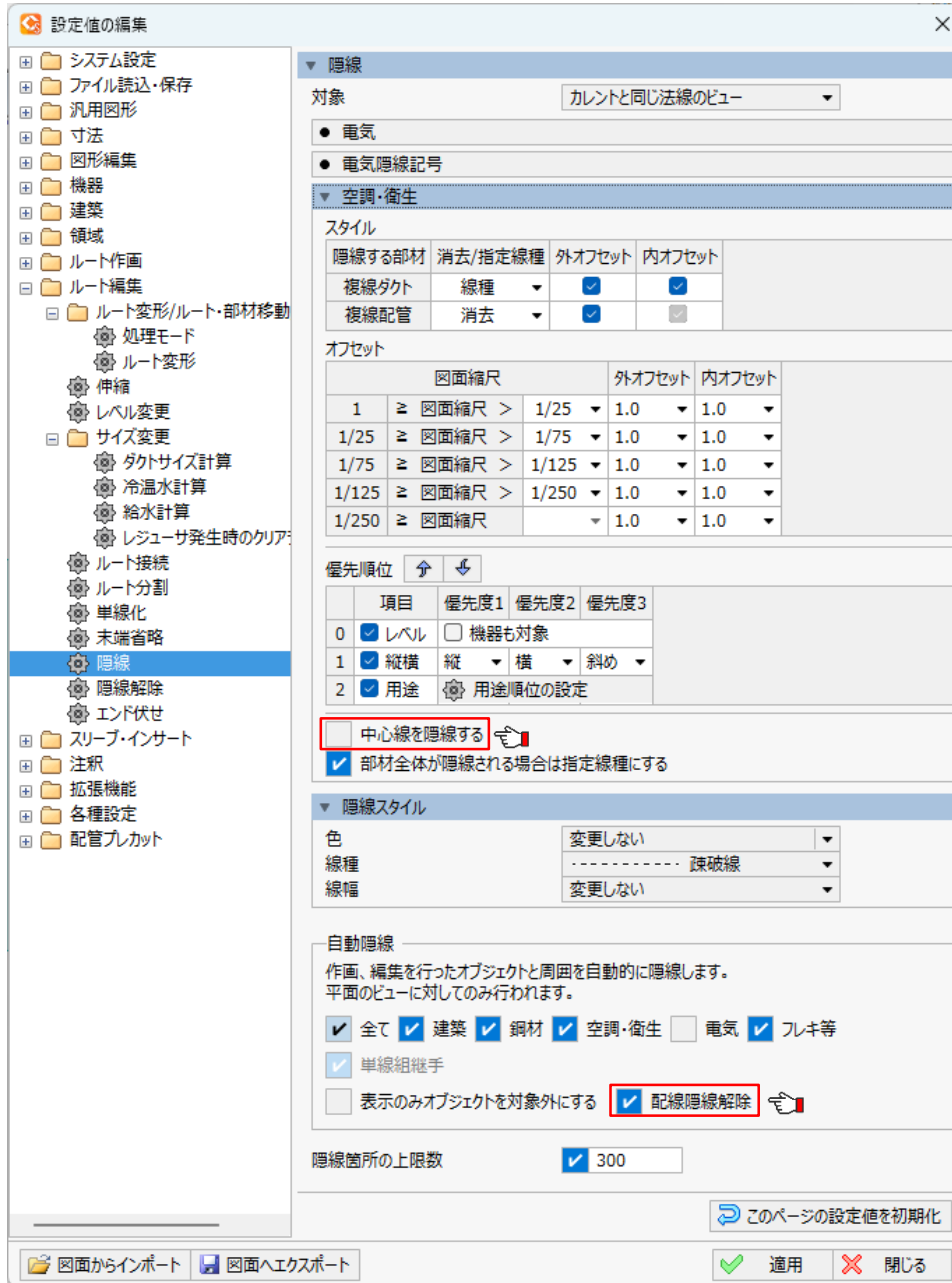 設定値の編集
システム設定
ファイル読込・保存
汎用図形
寸法
図形編集
機器
建築
領域
ルート作画
ルート編集
ルート変形/ルート・部材移動
処理モード
ルート変形
伸縮
レベル変更
サイズ変更
ダクトサイズ計算
冷温水計算
給水計算
レジューサ発生時のクリア
ルート接続
ルート分割
単線化
末端省略
隠線
隠線解除
エンド伏せ
スリーブ・インサート
注釈
拡張機能
各種設定
配管プレカット
隠線
対象 カレントと同じ法線のビュー
電気
電気隠線記号
空調・衛生
スタイル
隠線する部材 消去/指定線種 外オフセット 内オフセット
複線ダクト 線種
複線配管 消去
オフセット
図面縮尺 外オフセット 内オフセット
1 ≧ 図面縮尺 > 1/25 1.0 1.0
1/25 ≧ 図面縮尺 > 1/75 1.0 1.0
1/75 ≧ 図面縮尺 > 1/125 1.0 1.0
1/125 ≧ 図面縮尺 > 1/250 1.0 1.0
1/250 ≧ 図面縮尺 1.0 1.0
優先順位
項目 優先度1 優先度2 優先度3
0 レベル 機器も対象
1 縦横 縦 横 斜め
2 用途 用途順位の設定
中心線を隠線する
部材全体が隠線される場合は指定線種にする
隠線スタイル
色 変更しない
線種 疎破線
線幅 変更しない
自動隠線
作画、編集を行ったオブジェクトと周囲を自動的に隠線します。
平面のビューに対してのみ行われます。
全て 建築 鋼材 空調・衛生 電気 フレキ等
単線組継手
表示のみオブジェクトを対象外にする 配線隠線解除
隠線箇所の上限数 300
このページの設定値を初期化
図面からインポート 図面へエクスポート 適用 閉じる